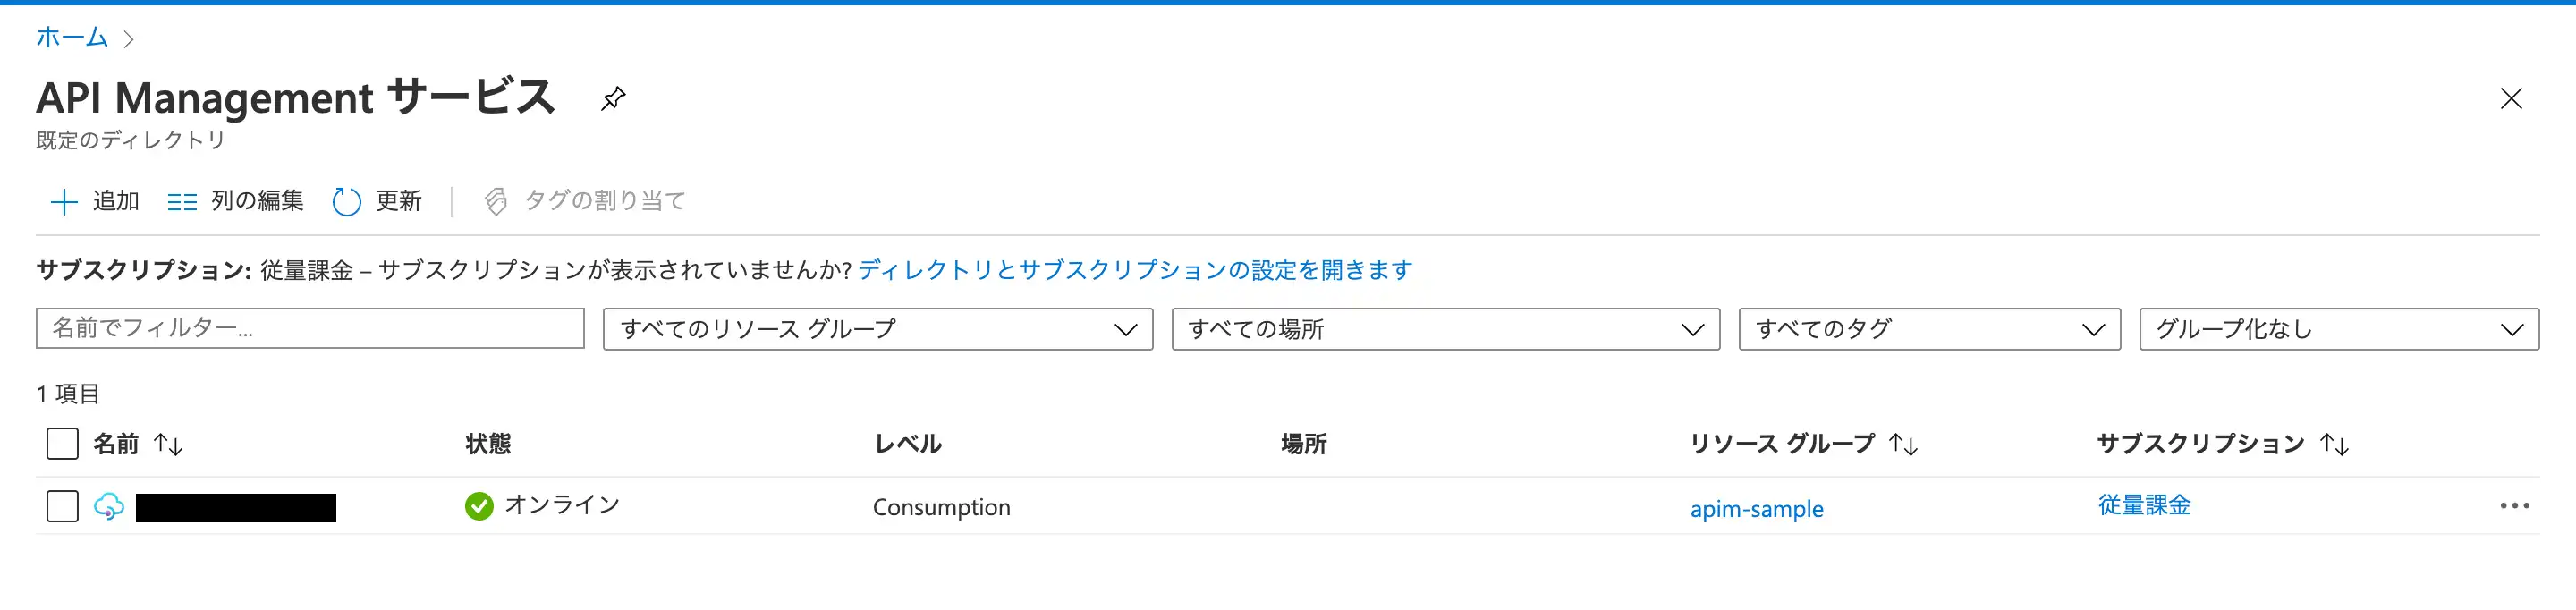 ホーム
API Management サービス
既定のディレクトリ
追加 列の編集 更新 タグの割り当て
サブスクリプション: 従量課金 – サブスクリプションが表示されていませんか? ディレクトリとサブスクリプションの設定を開きます
名前でフィルター... すべてのリソース グループ すべての場所 すべてのタグ グループ化なし
1 項目
名前 ↑↓ 状態 レベル 場所 リソース グループ ↑↓ サブスクリプション ↑↓
オンライン Consumption apim-sample 従量課金